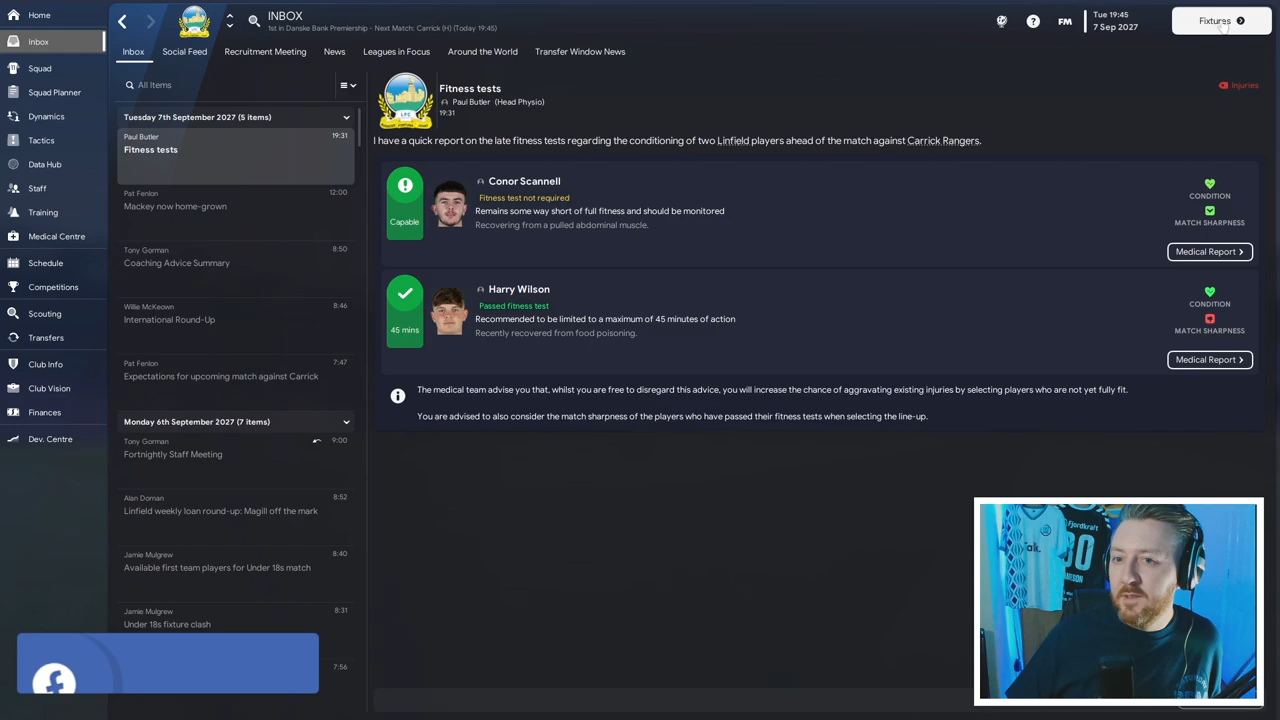 Home
Inbox
Squad
Squad Planner
Dynamics
Tactics
Data Hub
Staff
Training
Medical Centre
Schedule
Competitions
Scouting
Transfers
Club Info
Club Vision
Finances
Dev. Centre
INBOX
1st in Danske Bank Premiership - Next Match: Carrick (H) (Today 19:45)
FM
Tue 19:45
7 Sep 2027
Fixtures
Inbox
Social Feed
Recruitment Meeting
News
Leagues in Focus
Around the World
Transfer Window News
All Items
Tuesday 7th September 2027 (5 items)
Paul Butler 19:31
Fitness tests
Pat Fenlon 12:00
Mackey now home-grown
Tony Gorman 8:50
Coaching Advice Summary
Willie McKeown 8:46
International Round-Up
Pat Fenlon 7:47
Expectations for upcoming match against Carrick
Monday 6th September 2027 (7 items)
Tony Gorman 9:00
Fortnightly Staff Meeting
Alan Dornan 8:52
Linfield weekly loan round-up: Magill off the mark
Jamie Mulgrew 8:40
Available first team players for Under 18s match
Jamie Mulgrew 8:31
Under 18s fixture clash
7:56
LFC
Fitness tests
Paul Butler (Head Physio)
19:31
Injuries
I have a quick report on the late fitness tests regarding the conditioning of two Linfield players ahead of the match against Carrick Rangers.
Capable
Conor Scannell
Fitness test not required
Remains some way short of full fitness and should be monitored
Recovering from a pulled abdominal muscle.
CONDITION
MATCH SHARPNESS
Medical Report
45 mins
Harry Wilson
Passed fitness test
Recommended to be limited to a maximum of 45 minutes of action
Recently recovered from food poisoning.
CONDITION
MATCH SHARPNESS
Medical Report
The medical team advise you that, whilst you are free to disregard this advice, you will increase the chance of aggravating existing injuries by selecting players who are not yet fully fit.
You are advised to also consider the match sharpness of the players who have passed their fitness tests when selecting the line-up.
Fjordkraft